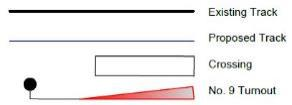 Existing Track
Proposed Track
Crossing
No. 9 Turnout